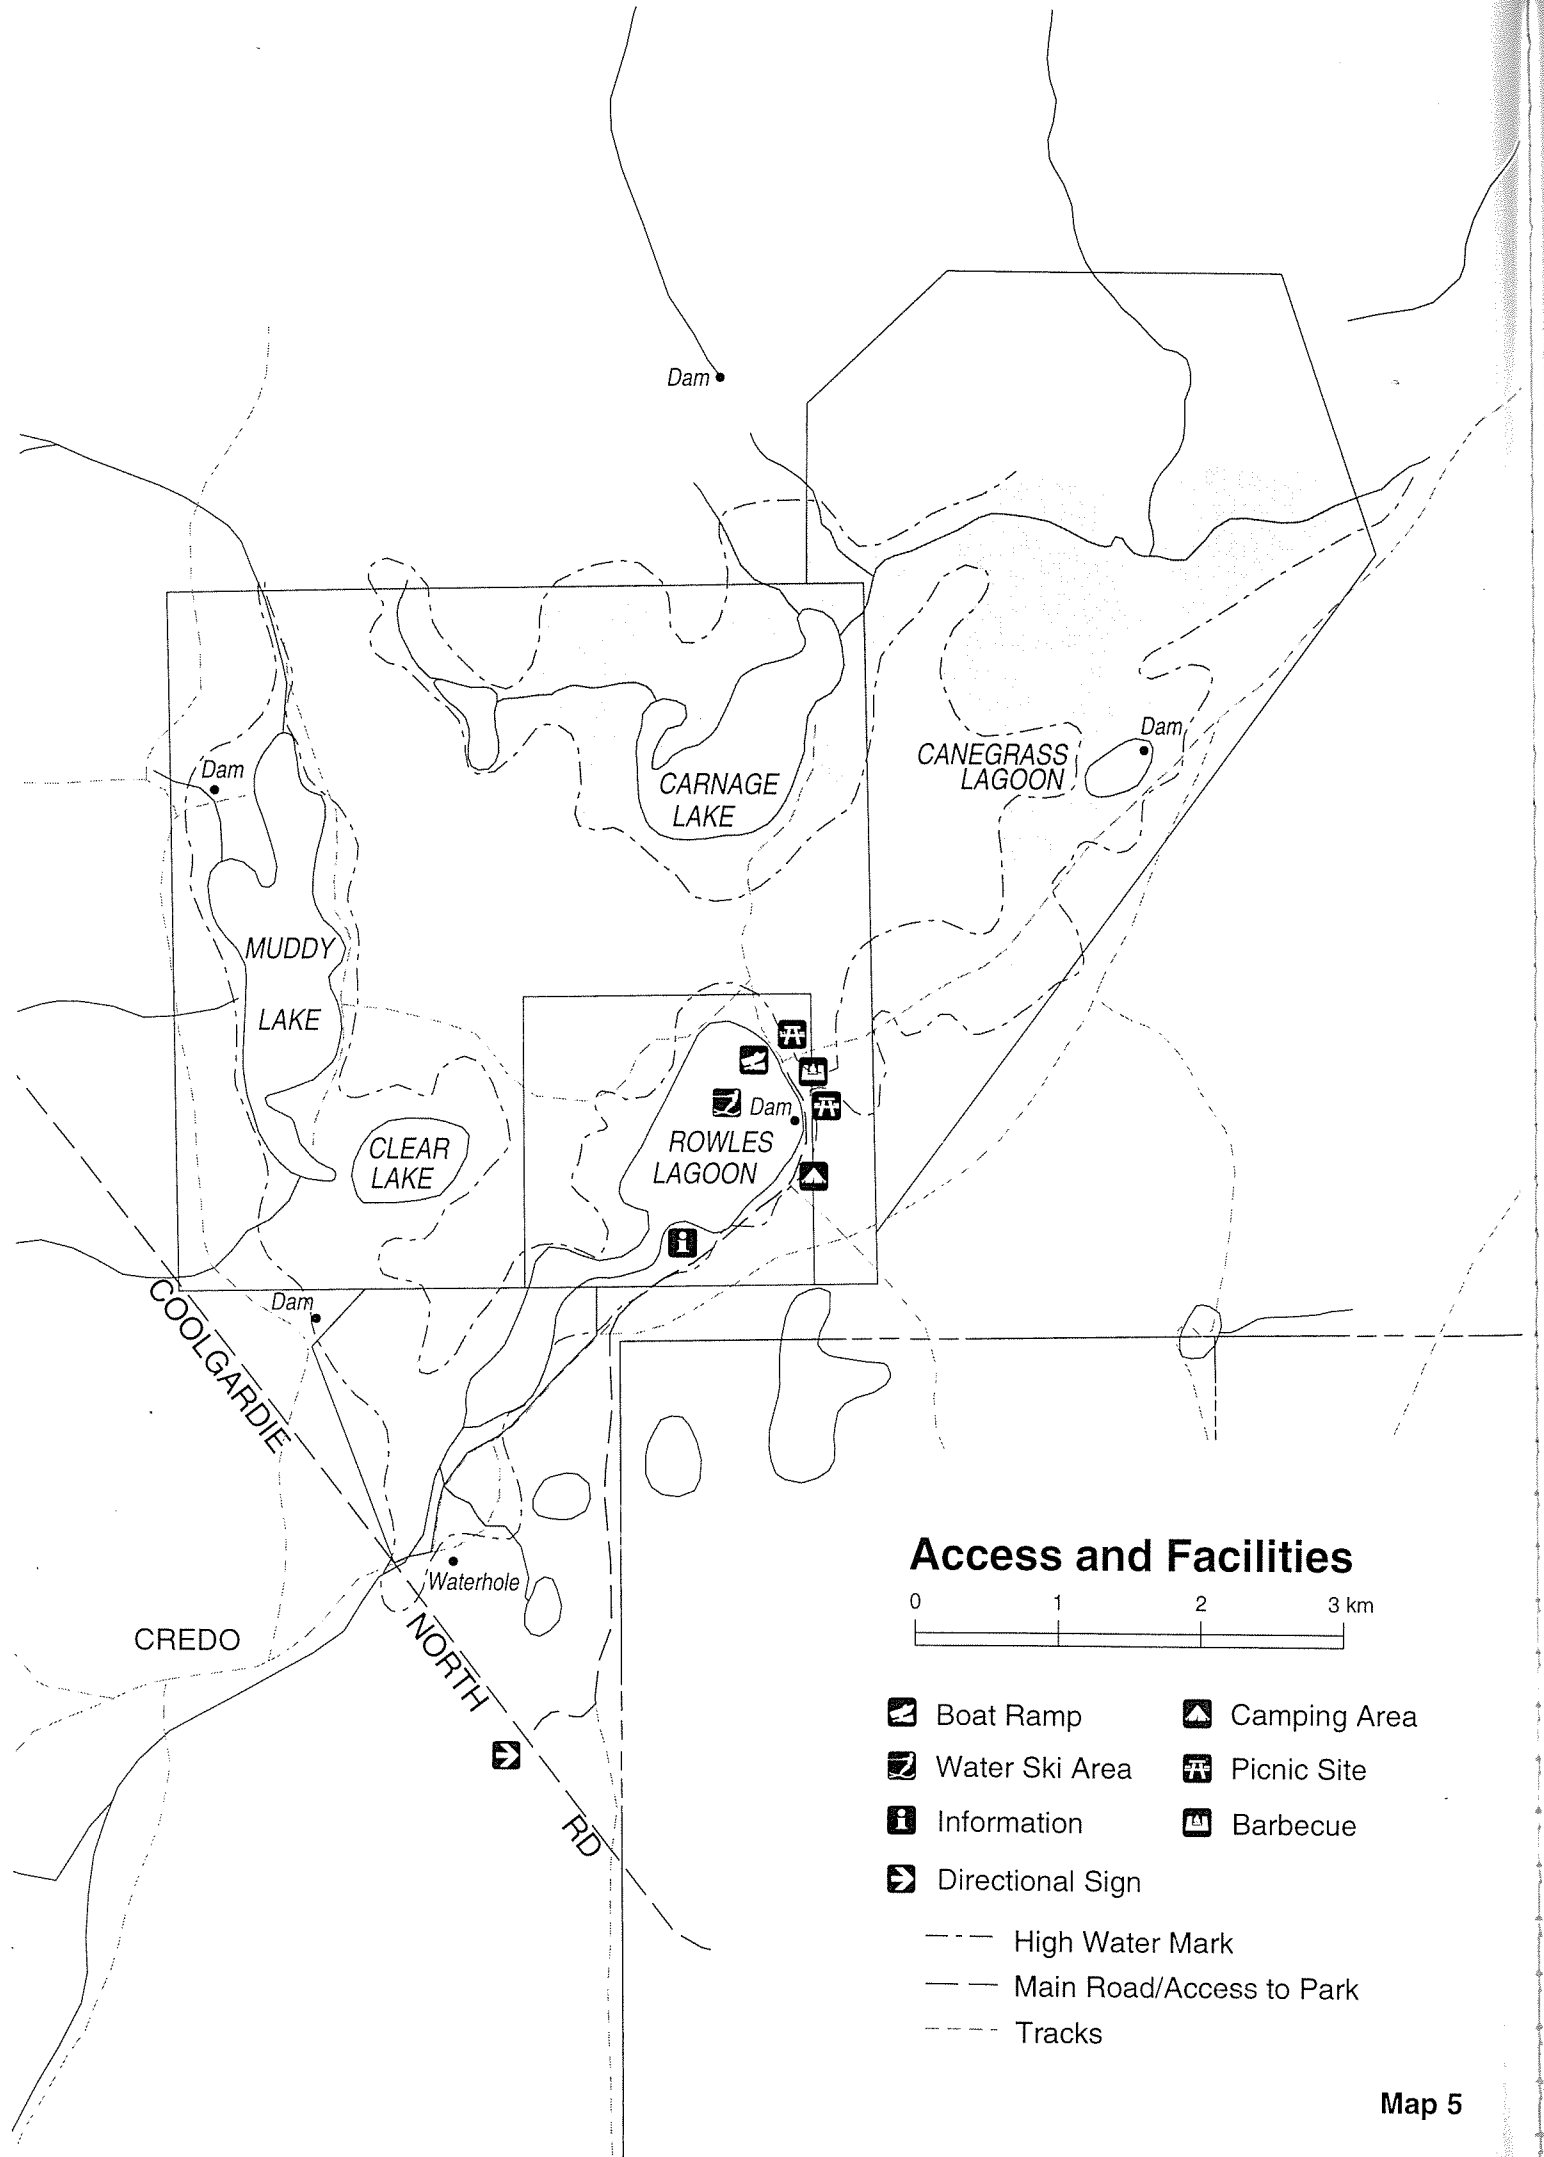 Dam
Dam
CANEGRASS
LAGOON
Dam
CARNAGE
LAKE
MUDDY
LAKE
Dam
ROWLES
LAGOON
CLEAR
LAKE
Dam
COOLGARDIE
Waterhole
NORTH
CREDO
RD
Access and Facilities
0 1 2 3 km
Boat Ramp
Camping Area
Water Ski Area
Picnic Site
Information
Barbecue
Directional Sign
High Water Mark
Main Road/Access to Park
Tracks
Map 5